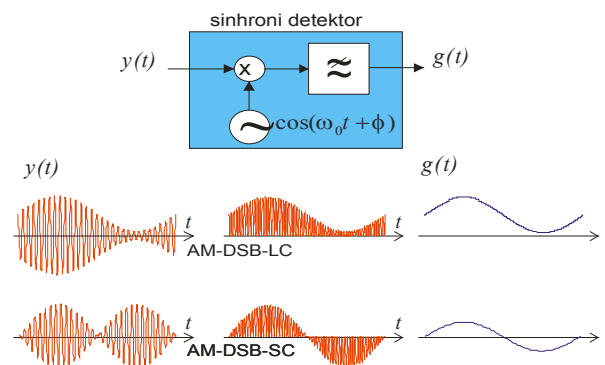 sinhroni detektor
y(t) x ≈ g(t)
cos(ω₀t+ϕ)
y(t) g(t)
t t
AM-DSB-LC
t t
AM-DSB-SC